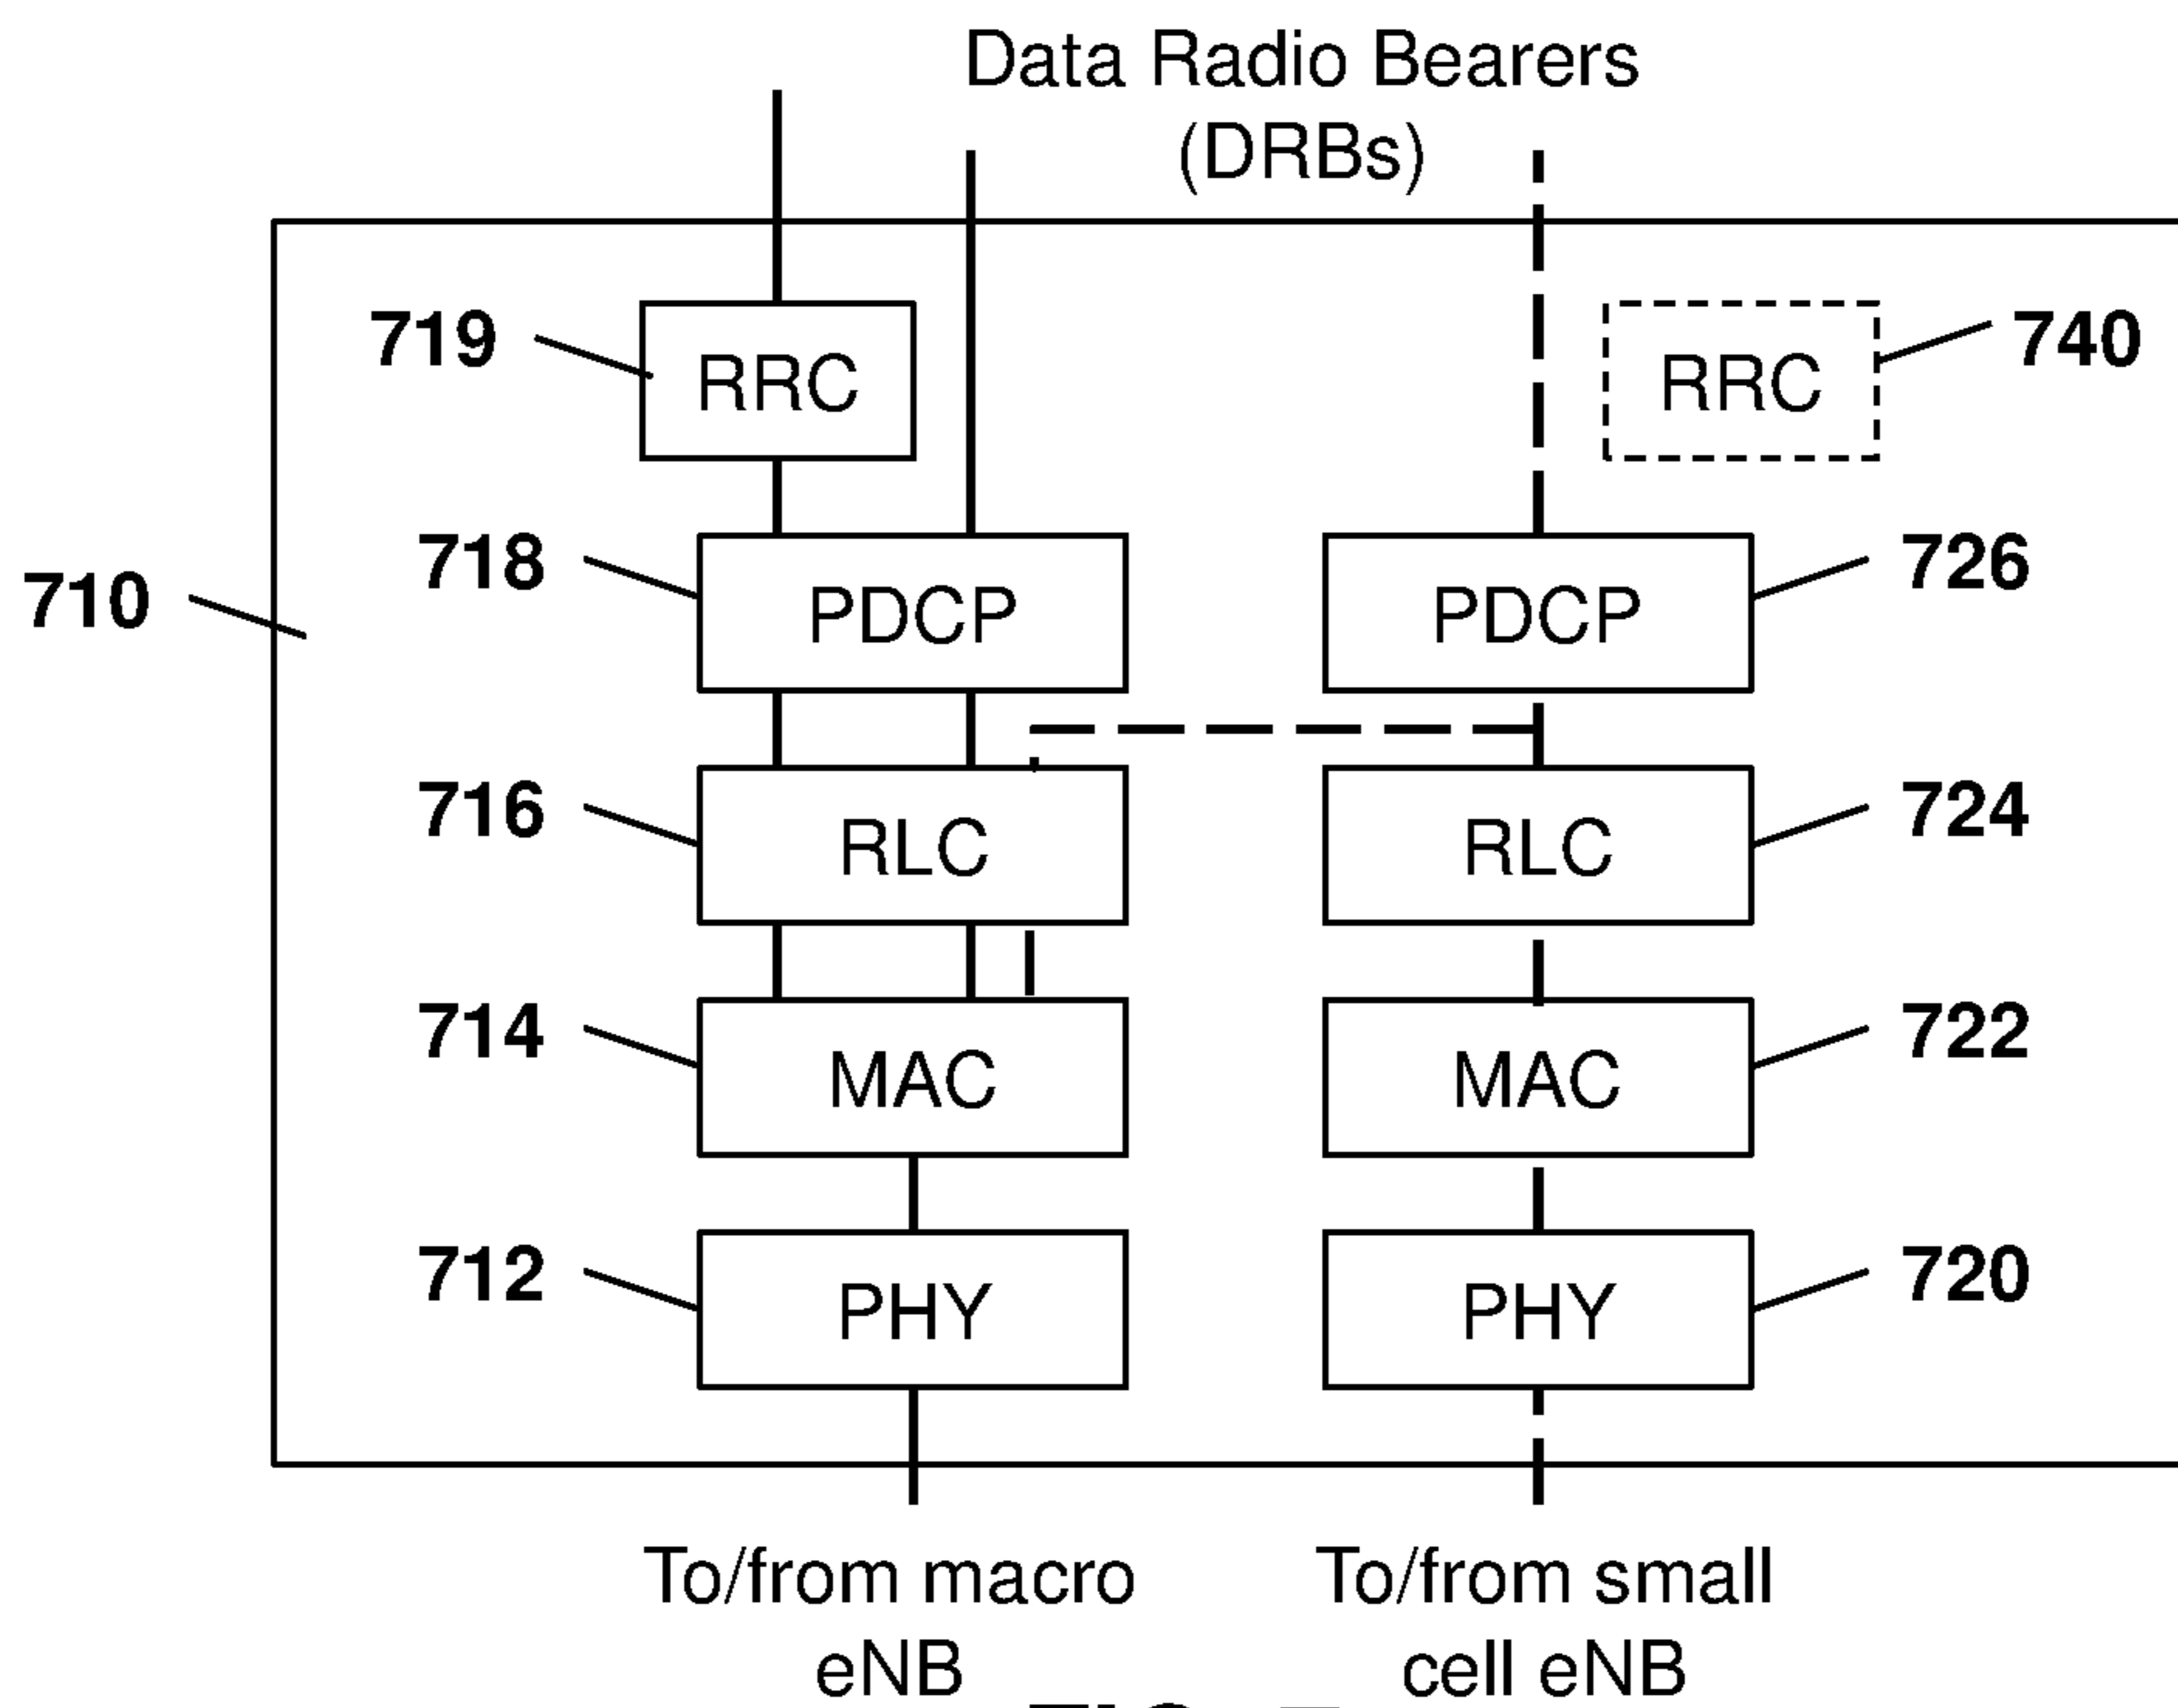 Data Radio Bearers
(DRBs)
719
RRC
RRC
740
710
718
PDCP
PDCP
726
716
RLC
RLC
724
714
MAC
MAC
722
712
PHY
PHY
720
To/from macro
eNB
To/from small
cell eNB